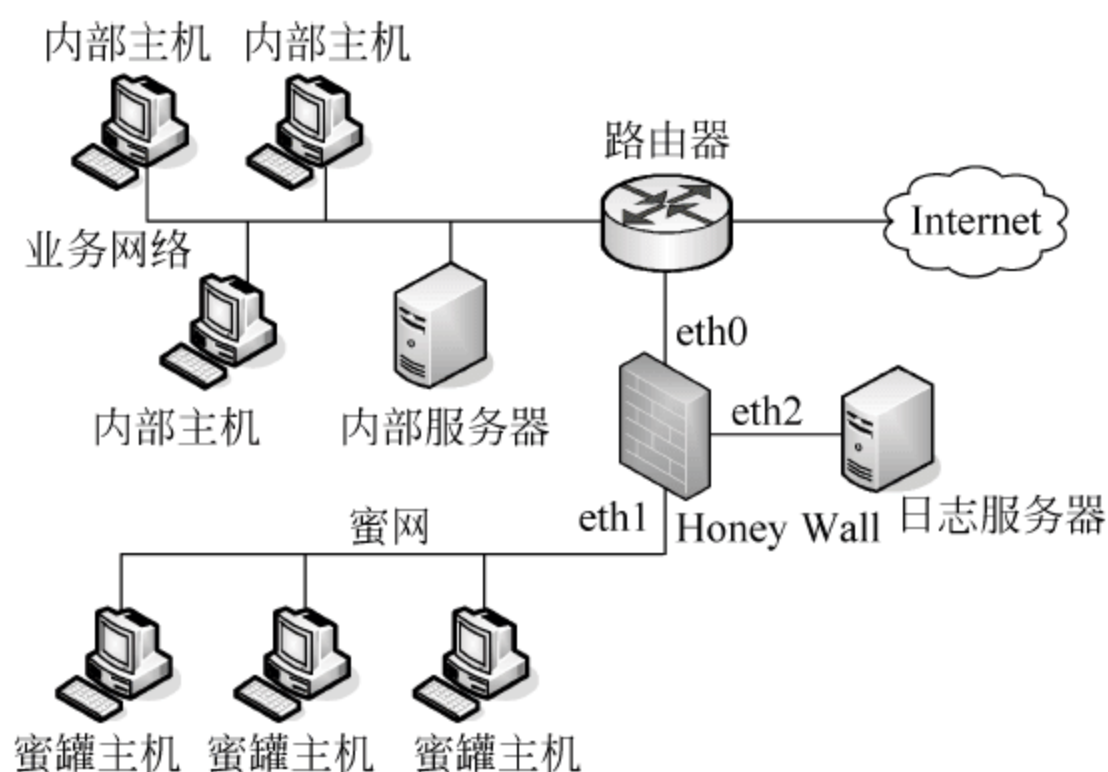 内部主机
内部主机
路由器
Internet
业务网络
eth0
eth2
内部主机
内部服务器
日志服务器
eth1
Honey Wall
蜜网
蜜罐主机
蜜罐主机
蜜罐主机